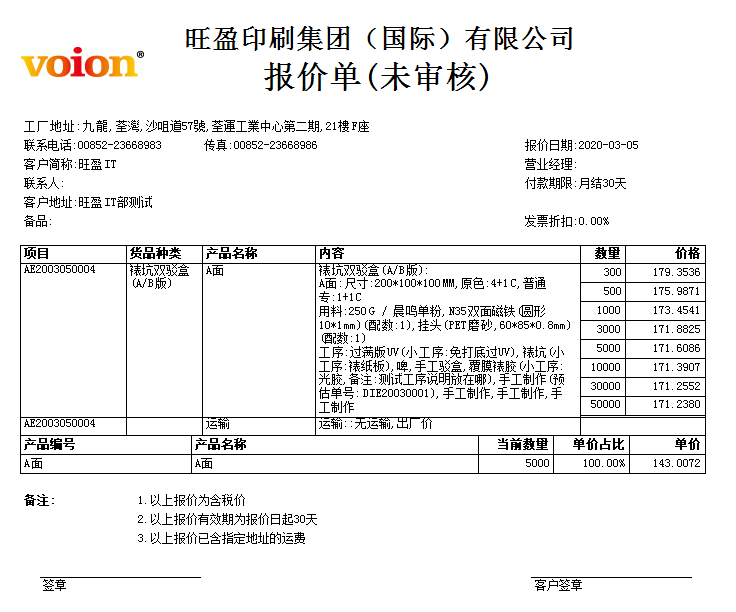 voion®
旺盈印刷集团（国际）有限公司
报价单(未审核)
工厂地址:九龍,荃灣,沙咀道57號,荃運工業中心第二期,21樓F座
联系电话:00852-23668983 传真:00852-23668986 报价日期:2020-03-05
客户简称:旺盈IT 营业经理:
联系人: 付款期限:月结30天
客户地址:旺盈IT部测试
备品: 发票折扣:0.00%
项目 货品种类 产品名称 内容 数量 价格
AE2003050004 裱坑双驳盒(A/B版) A面
裱坑双驳盒(A/B版):
A面:尺寸:200*100*100MM,原色:4+1C,普通
专:1+1C
用料:250G / 晨鸣单粉,N35双面磁铁(圆形
10*1mm)(配数:1),挂头(PET磨砂,60*85*0.8mm)
(配数:1)
工序:过满版UV(小工序:免打底过UV),裱坑(小
工序:裱纸板),啤,手工驳盒,覆膜裱胶(小工序:
光胶,备注:测试工序说明放在哪),手工制作(预
估单号:DIE20030001),手工制作,手工制作,手
工制作
300 179.3536
500 175.9871
1000 173.4541
3000 171.8825
5000 171.6086
10000 171.3907
30000 171.2552
50000 171.2380
AE2003050004 运输 运输::无运输,出厂价
产品编号 产品名称 当前数量 单价占比 单价
A面 A面 5000 100.00% 143.0072
备注: 1.以上报价为含税价
2.以上报价有效期为报价日起30天
3.以上报价已含指定地址的运费
签章 客户签章